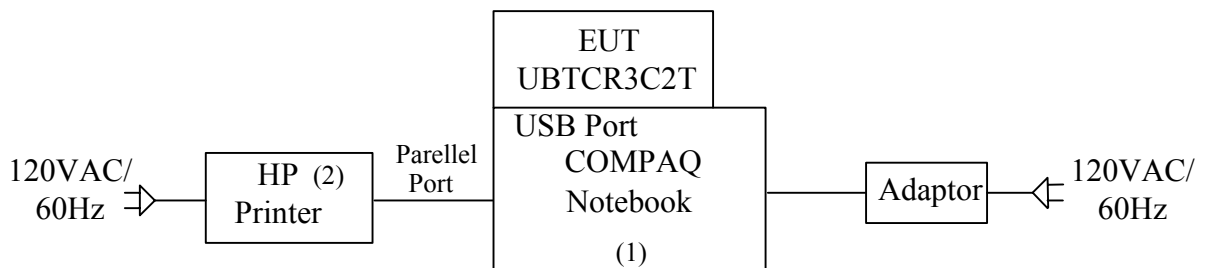 EUT
UBTCR3C2T
USB Port
COMPAQ
Notebook
(1)
120VAC/
60Hz
HP (2)
Printer
Parellel
Port
Adaptor
120VAC/
60Hz